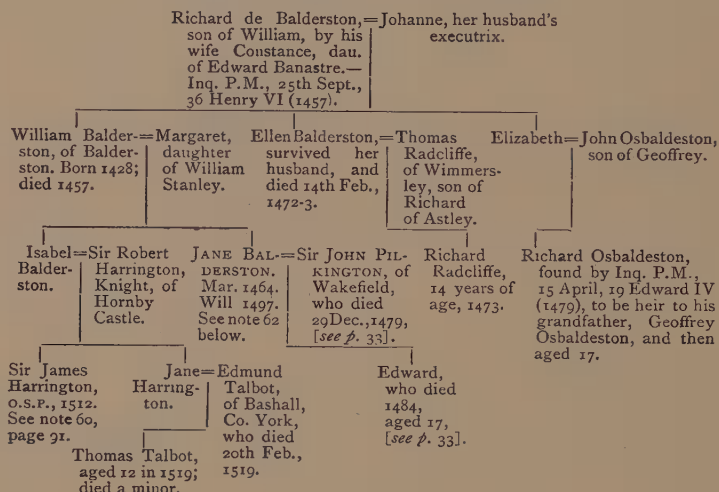 Richard de Balderston,=Johanne, her husband's
son of William, by his executrix.
wife Constance, dau.
of Edward Banastre.—
Inq. P.M., 25th Sept.,
36 Henry VI (1457).
William Balder-=Margaret,
ston, of Balder- daughter
ston. Born 1428; of William
died 1457. Stanley.
Ellen Balderston,=Thomas
survived her Radcliffe,
husband, and of Wimmers-
died 14th Feb., ley, son of
1472-3. Richard
of Astley.
Elizabeth=John Osbaldeston,
son of Geoffrey.
Isabel=Sir Robert
Balder- Harrington,
ston. Knight, of
Hornby
Castle.
JANE BAL-=Sir JOHN PIL-
DERSTON. KINGTON, of
Mar. 1464. Wakefield,
Will 1497. who died
See note 62 29Dec.,1479,
below. [see p. 33].
Richard
Radcliffe,
14 years of
age, 1473.
Richard Osbaldeston,
found by Inq. P.M.,
15 April, 19 Edward IV
(1479), to be heir to his
grandfather, Geoffrey
Osbaldeston, and then
aged 17.
Sir James
Harrington,
O.S.P., 1512.
See note 60,
page 91.
Jane=Edmund
Harring- Talbot,
ton. of Bashall,
Co. York,
who died
20th Feb.,
1519.
Edward,
who died
1484,
aged 17,
[see p. 33].
Thomas Talbot,
aged 12 in 1519;
died a minor.